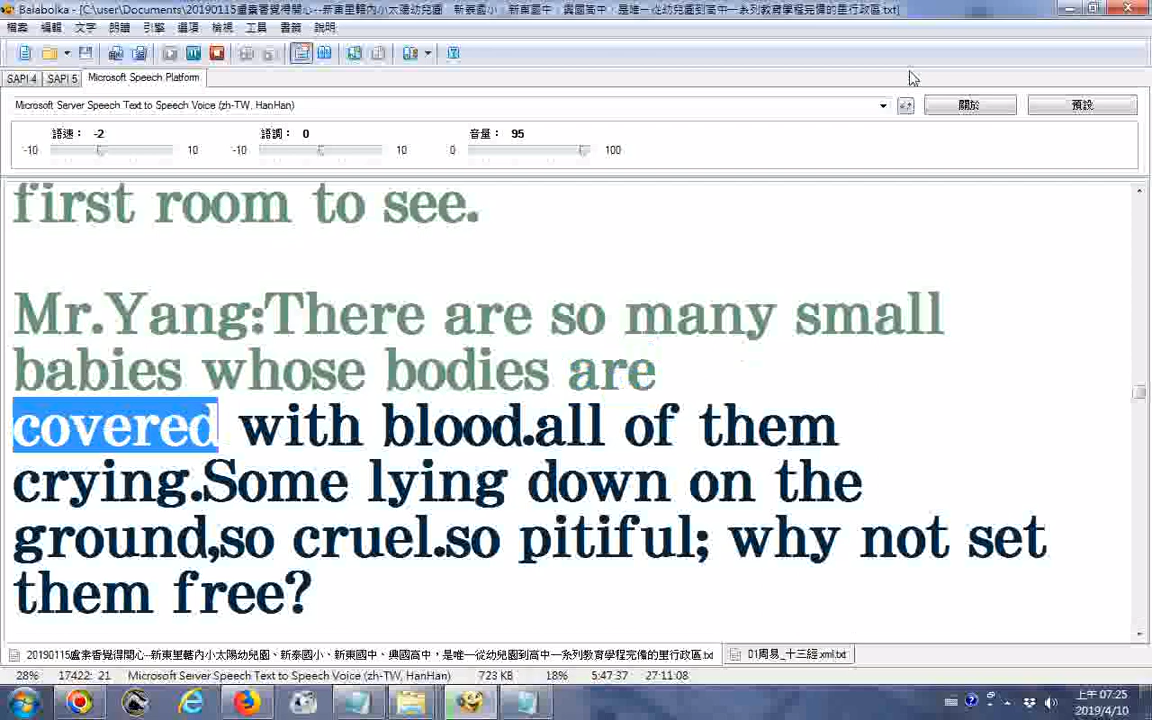 Balabolka - [C:\user\Documents\20190115盧秉香覺得開心--新東里轄內小太陽幼兒園、新泰國小、新東國中、興國高中，是唯一從幼兒園到高中一系列教育學程完備的里行政區.txt]
檔案 編輯 文字 朗讀 引擎 選項 檢視 工具 書籤 說明
SAPI 4 SAPI 5 Microsoft Speech Platform
Microsoft Server Speech Text to Speech Voice (zh-TW, HanHan) 關於 預設
語速： -2 語調： 0 音量： 95
-10 10 -10 10 0 100
first room to see.
Mr.Yang:There are so many small
babies whose bodies are
covered with blood.all of them
crying.Some lying down on the
ground,so cruel.so pitiful; why not set
them free?
20190115盧秉香覺得開心--新東里轄內小太陽幼兒園、新泰國小、新東國中、興國高中，是唯一從幼兒園到高中一系列教育學程完備的里行政區.txt 01周易_十三經.xml.txt
28% 17422: 21 Microsoft Server Speech Text to Speech Voice (zh-TW, HanHan) 723 KB 18% 5:47:37 27:11:08
上午 07:25
2019/4/10